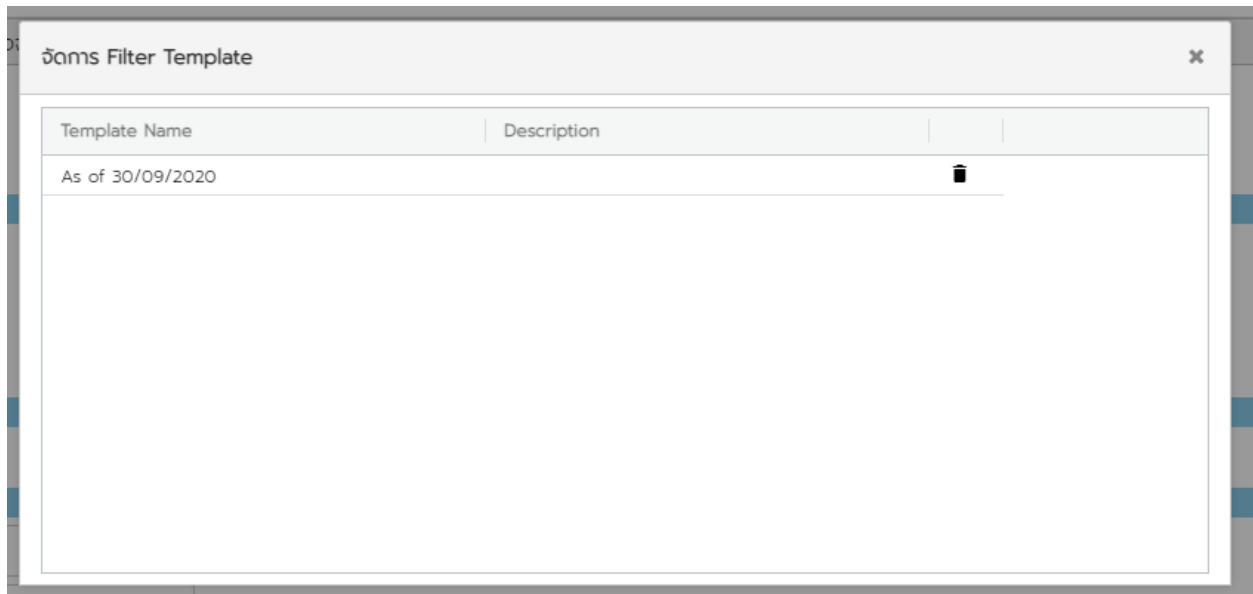 จัดการ Filter Template
Template Name Description
As of 30/09/2020